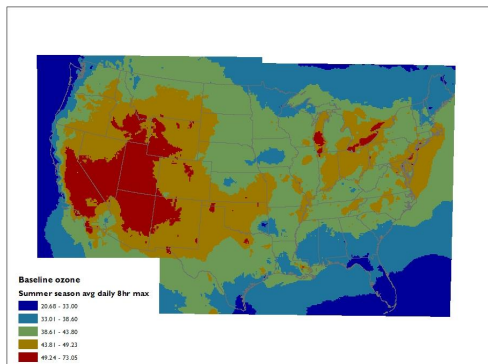 Baseline ozone
Summer season avg daily 8hr max
20.68 - 33.00
33.01 - 38.60
38.61 - 43.80
43.81 - 49.23
49.24 - 73.05